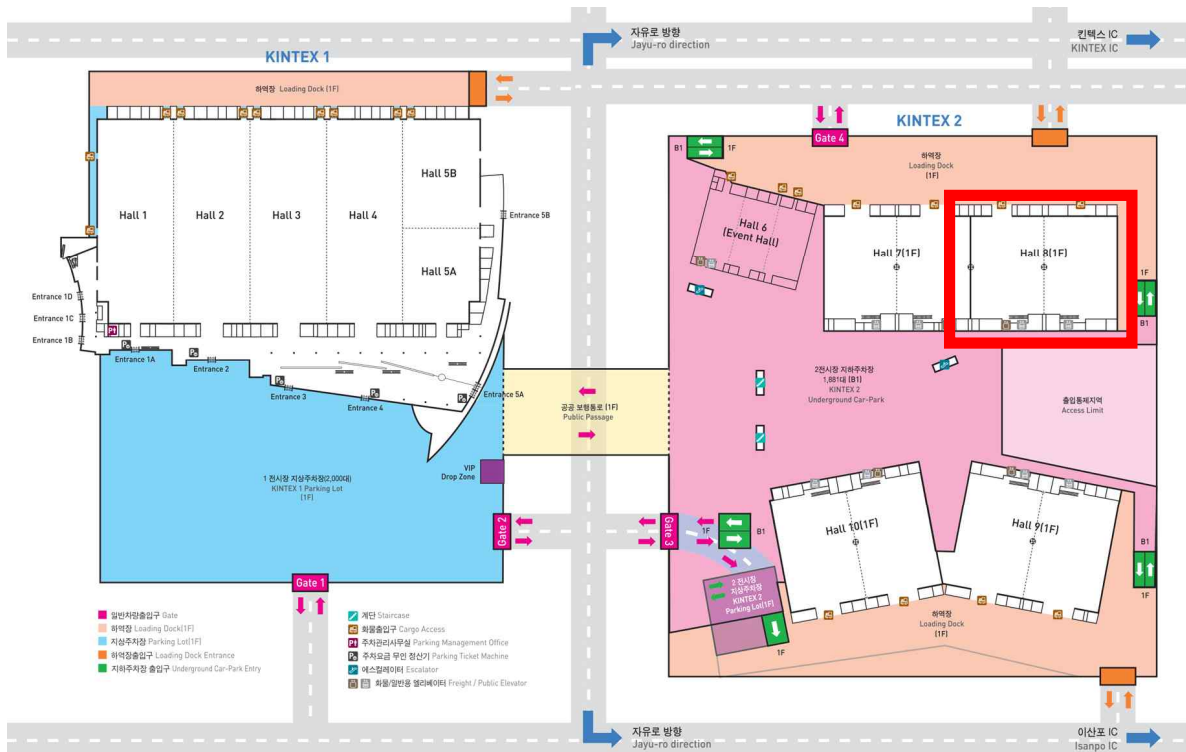 자유로 방향
Jayu-ro direction
킨텍스 IC
KINTEX IC
KINTEX 1
하역장 Loading Dock (1F)
Hall 1
Hall 2
Hall 3
Hall 4
Hall 5B
Hall 5A
Entrance 5B
Entrance 1D
Entrance 1C
Entrance 1B
Entrance 1A
Entrance 2
Entrance 3
Entrance 4
Entrance 5A
1 전시장 지상주차장(2,000대)
KINTEX 1 Parking Lot
(1F)
VIP
Drop Zone
Gate 2
Gate 1
공공 보행통로 (1F)
Public Passage
KINTEX 2
Gate 4
B1
1F
하역장
Loading Dock
(1F)
Hall 6
(Event Hall)
Hall 7(1F)
Hall 8(1F)
1F
B1
2전시장 지하주차장
1,881대 (B1)
KINTEX 2
Underground Car-Park
출입통제지역
Access Limit
Gate 3
1F
B1
Hall 10(1F)
Hall 9(1F)
B1
1F
2 전시장
지상주차장
KINTEX 2
Parking Lot(1F)
1F
하역장
Loading Dock
(1F)
일반차량출입구 Gate
하역장 Loading Dock(1F)
지상주차장 Parking Lot(1F)
하역장출입구 Loading Dock Entrance
지하주차장 출입구 Underground Car-Park Entry
계단 Staircase
화물출입구 Cargo Access
주차관리사무실 Parking Management Office
주차요금 무인 정산기 Parking Ticket Machine
에스컬레이터 Escalator
화물/일반용 엘리베이터 Freight / Public Elevator
자유로 방향
Jayu-ro direction
이산포 IC
Isanpo IC